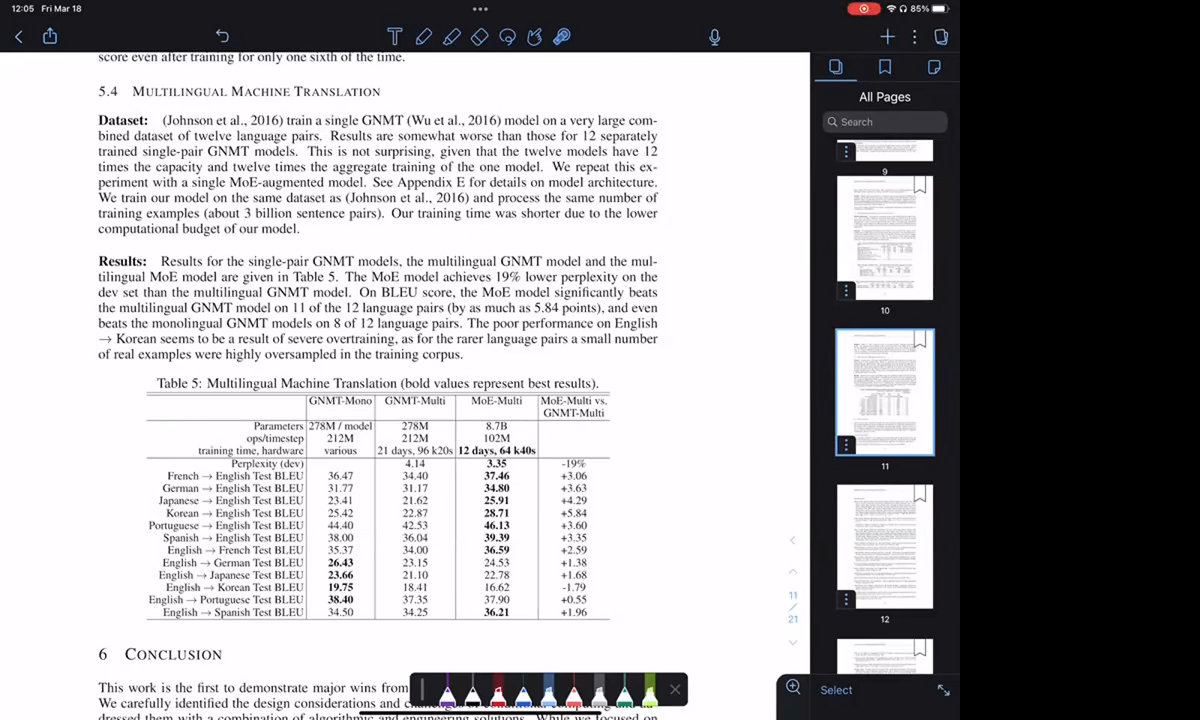 12:05 Fri Mar 18
85%
score even after training for only one sixth of the time.
5.4 MULTILINGUAL MACHINE TRANSLATION
Dataset: (Johnson et al., 2016) train a single GNMT (Wu et al., 2016) model on a very large com-
bined dataset of twelve language pairs. Results are somewhat worse than those for 12 separately
trained single-pair GNMT models. This is not surprising, given that the twelve models have 12
times the capacity and twelve times the aggregate training of the one model. We repeat this ex-
periment with a single MoE-augmented model. See Appendix E for details on model architecture.
We train our model on the same dataset as (Johnson et al., 2016) and process the same number of
training examples (about 3 billion sentence pairs). Our training time was shorter due to the lower
computational budget of our model.
Results: Results for the single-pair GNMT models, the multilingual GNMT model and the mul-
tilingual MoE model are given in Table 5. The MoE model achieves 19% lower perplexity on the
dev set than the multilingual GNMT model. On BLEU score, the MoE model significantly beats
the multilingual GNMT model on 11 of the 12 language pairs (by as much as 5.84 points), and even
beats the monolingual GNMT models on 8 of 12 language pairs. The poor performance on English
→ Korean seems to be a result of severe overtraining, as for the rarer language pairs a small number
of real examples were highly oversampled in the training corpus.
Table 5: Multilingual Machine Translation (bold values represent best results).
GNMT-Mono GNMT-Multi MoE-Multi MoE-Multi vs.
GNMT-Multi
Parameters 278M / model 278M 8.7B
ops/timestep 212M 212M 102M
training time, hardware various 21 days, 96 k20s 12 days, 64 k40s
Perplexity (dev) 4.14 3.35 -19%
French → English Test BLEU 36.47 34.40 37.46 +3.06
German → English Test BLEU 31.77 31.17 34.80 +3.63
Japanese → English Test BLEU 23.41 21.62 25.91 +4.29
Korean → English Test BLEU 25.42 22.87 28.71 +5.84
Portuguese → English Test BLEU 44.40 42.53 46.13 +3.60
Spanish → English Test BLEU 38.00 36.04 39.39 +3.35
English → French Test BLEU 35.37 34.00 36.59 +2.59
English → German Test BLEU 26.43 23.15 24.53 +1.38
English → Japanese Test BLEU 23.66 21.10 22.78 +1.68
English → Korean Test BLEU 19.75 18.41 16.62 -1.79
English → Portuguese Test BLEU 38.40 37.35 37.90 +0.55
English → Spanish Test BLEU 34.50 34.25 36.21 +1.96
6 CONCLUSION
This work is the first to demonstrate major wins from
We carefully identified the design considerations and
dressed them with a combination of algorithmic and engineering solutions. While we focused on
11
/
21
All Pages
Search
9
10
11
12
Select